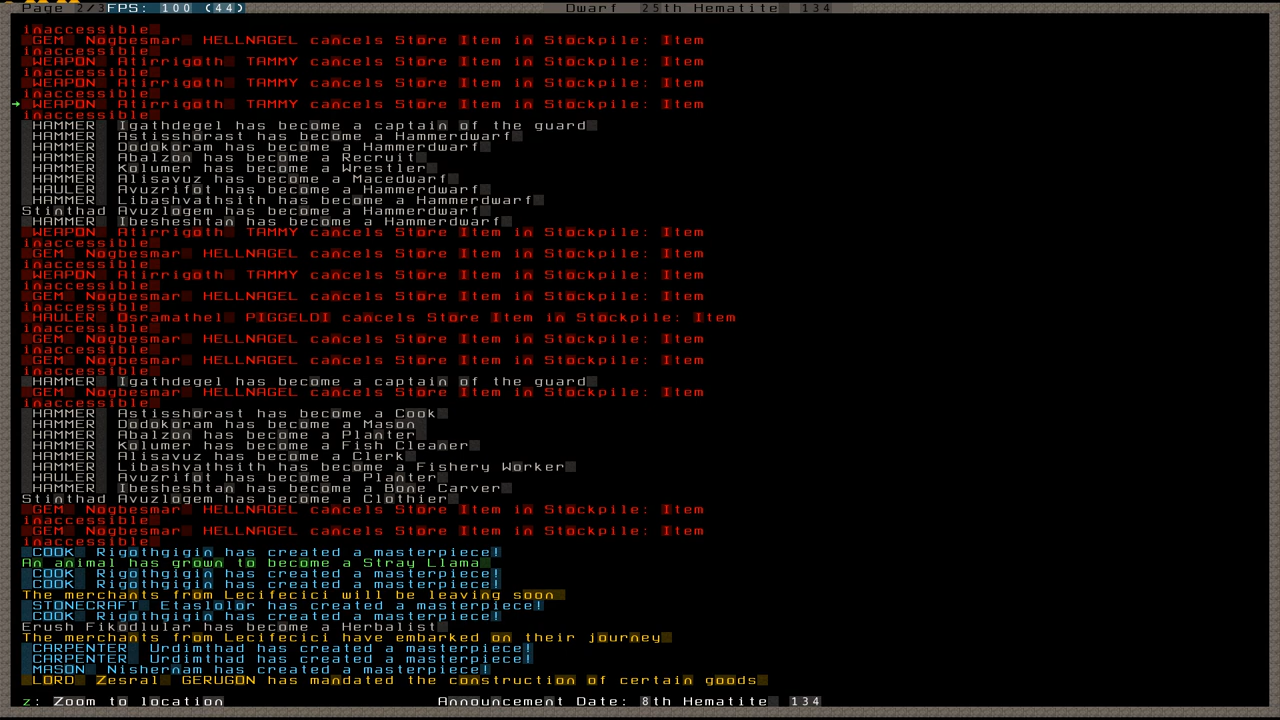 Page 2/3 FPS: 100 (44) Dwarf 25th Hematite 134
inaccessible
GEM Nogbesmar HELLNAGEL cancels Store Item in Stockpile: Item
inaccessible
WEAPON Atirrigoth TAMMY cancels Store Item in Stockpile: Item
inaccessible
WEAPON Atirrigoth TAMMY cancels Store Item in Stockpile: Item
inaccessible
WEAPON Atirrigoth TAMMY cancels Store Item in Stockpile: Item
inaccessible
HAMMER Igathdegel has become a captain of the guard
HAMMER Astisshorast has become a Hammerdwarf
HAMMER Dodokoram has become a Hammerdwarf
HAMMER Abalzon has become a Recruit
HAMMER Kolumer has become a Wrestler
HAMMER Alisavuz has become a Macedwarf
HAULER Avuzrifot has become a Hammerdwarf
HAMMER Libashvathsith has become a Hammerdwarf
Stinthad Avuzlogem has become a Hammerdwarf
HAMMER Ibesheshtan has become a Hammerdwarf
WEAPON Atirrigoth TAMMY cancels Store Item in Stockpile: Item
inaccessible
GEM Nogbesmar HELLNAGEL cancels Store Item in Stockpile: Item
inaccessible
WEAPON Atirrigoth TAMMY cancels Store Item in Stockpile: Item
inaccessible
GEM Nogbesmar HELLNAGEL cancels Store Item in Stockpile: Item
inaccessible
HAULER Osramathel PIGGELDI cancels Store Item in Stockpile: Item
inaccessible
GEM Nogbesmar HELLNAGEL cancels Store Item in Stockpile: Item
inaccessible
GEM Nogbesmar HELLNAGEL cancels Store Item in Stockpile: Item
inaccessible
HAMMER Igathdegel has become a captain of the guard
GEM Nogbesmar HELLNAGEL cancels Store Item in Stockpile: Item
inaccessible
HAMMER Astisshorast has become a Cook
HAMMER Dodokoram has become a Mason
HAMMER Abalzon has become a Planter
HAMMER Kolumer has become a Fish Cleaner
HAMMER Alisavuz has become a Clerk
HAMMER Libashvathsith has become a Fishery Worker
HAULER Avuzrifot has become a Planter
HAMMER Ibesheshtan has become a Bone Carver
Stinthad Avuzlogem has become a Clothier
GEM Nogbesmar HELLNAGEL cancels Store Item in Stockpile: Item
inaccessible
GEM Nogbesmar HELLNAGEL cancels Store Item in Stockpile: Item
inaccessible
COOK Rigothgigin has created a masterpiece!
An animal has grown to become a Stray Llama
COOK Rigothgigin has created a masterpiece!
COOK Rigothgigin has created a masterpiece!
The merchants from Lecifecici will be leaving soon
STONECRAFT Etaslolor has created a masterpiece!
COOK Rigothgigin has created a masterpiece!
Erush Fikodlular has become a Herbalist
The merchants from Lecifecici have embarked on their journey
CARPENTER Urdimthad has created a masterpiece!
CARPENTER Urdimthad has created a masterpiece!
MASON Nishernam has created a masterpiece!
LORD Zesral GERUGON has mandated the construction of certain goods
z: Zoom to location Announcement Date: 8th Hematite 134